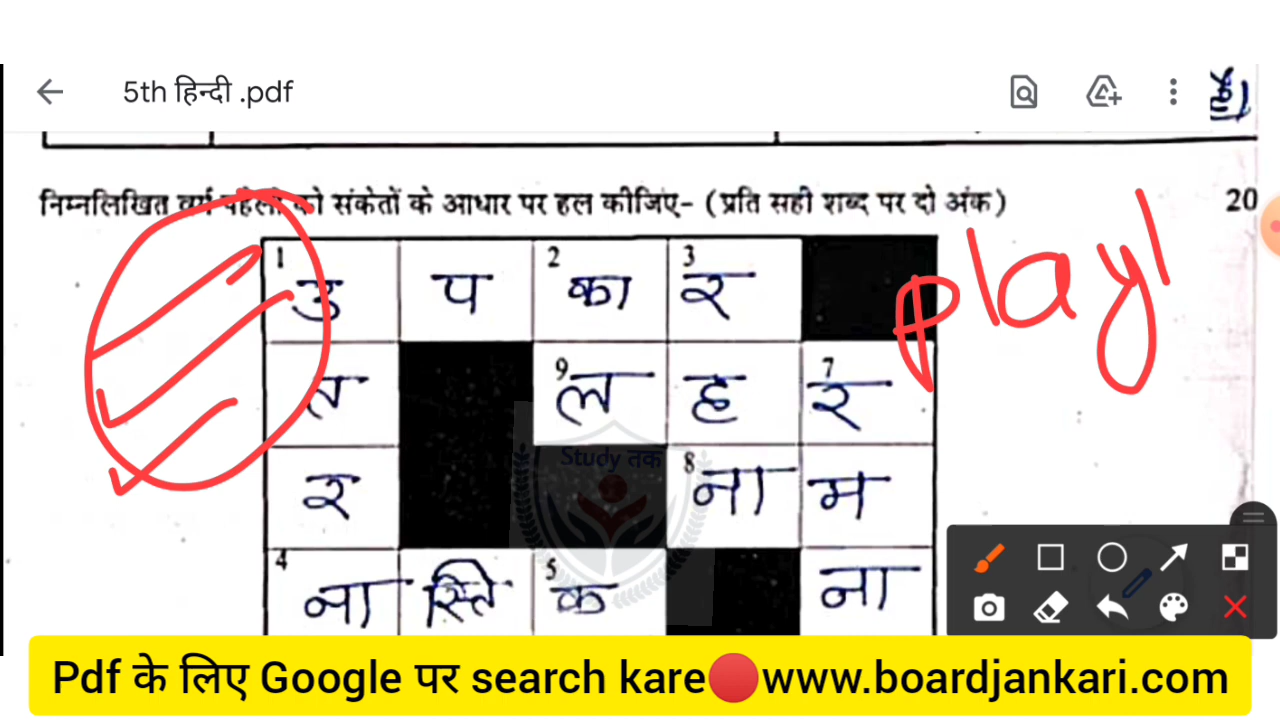 5th हिन्दी .pdf
है।
निम्नलिखित वर्ग पहेली को संकेतों के आधार पर हल कीजिए- ( प्रति सही शब्द पर दो अंक ) 20
1 उ प 2 का 3 र
play
त 9 ल ह 7 र
Study तक
र 8 ना म
4 ना स्ति 5 क ना
Pdf के लिए Google पर search kare www.boardjankari.com